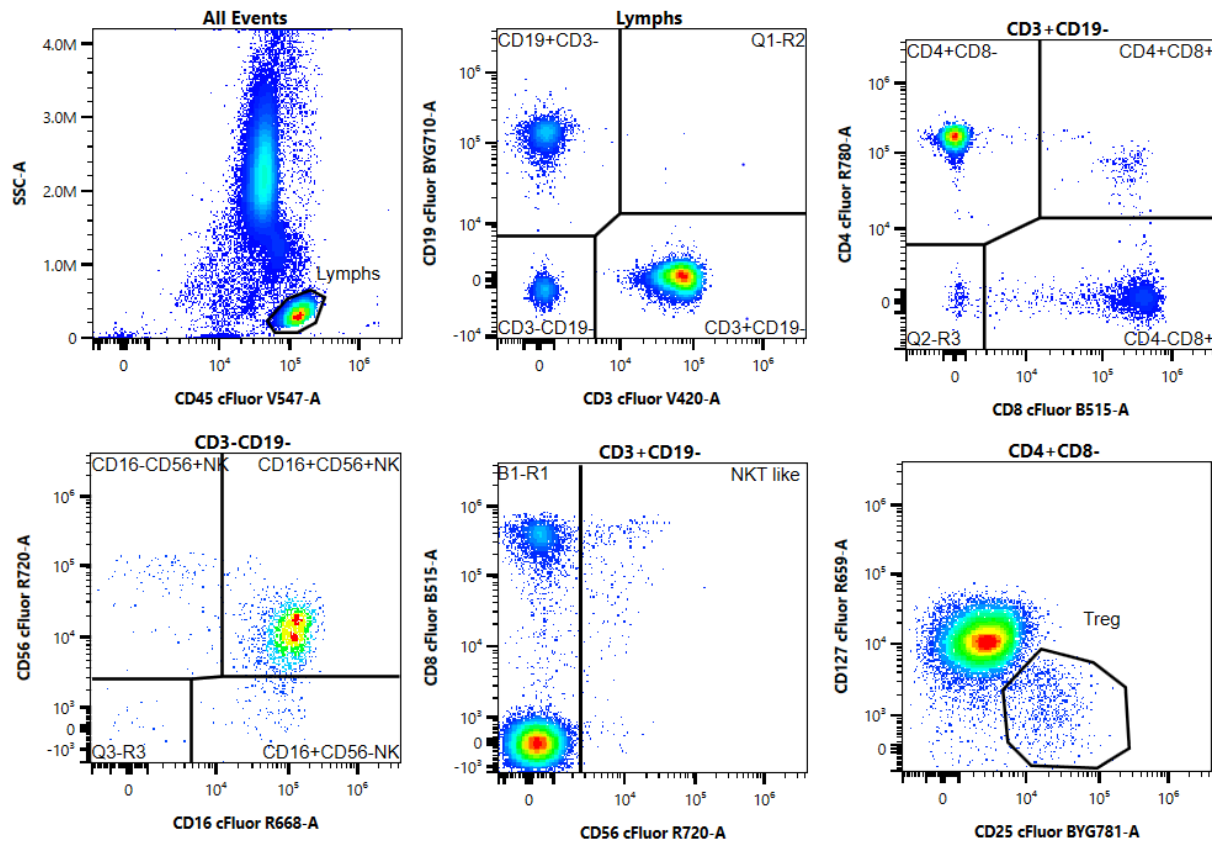 All Events
4.0M
3.0M
2.0M
1.0M
0
SSC-A
Lymphs
0
10⁴
10⁵
10⁶
CD45 cFluor V547-A
Lymphs
CD19+CD3-
Q1-R2
10⁶
10⁵
10⁴
0
-10⁴
CD19 cFluor BYG710-A
CD3-CD19-
CD3+CD19-
0
10⁴
10⁵
10⁶
CD3 cFluor V420-A
CD3+CD19-
CD4+CD8-
CD4+CD8+
10⁶
10⁵
10⁴
0
CD4 cFluor R780-A
Q2-R3
CD4-CD8+
0
10⁴
10⁵
10⁶
CD8 cFluor B515-A
CD3-CD19-
CD16-CD56+NK
CD16+CD56+NK
10⁶
10⁵
10⁴
10³
0
-10³
CD56 cFluor R720-A
Q3-R3
CD16+CD56-NK
0
10⁴
10⁵
10⁶
CD16 cFluor R668-A
CD3+CD19-
B1-R1
NKT like
10⁶
10⁵
10⁴
10³
0
-10³
CD8 cFluor B515-A
0
10⁴
10⁵
10⁶
CD56 cFluor R720-A
CD4+CD8-
10⁶
10⁵
10⁴
10³
0
CD127 cFluor R659-A
Treg
0
10⁴
10⁵
10⁶
CD25 cFluor BYG781-A